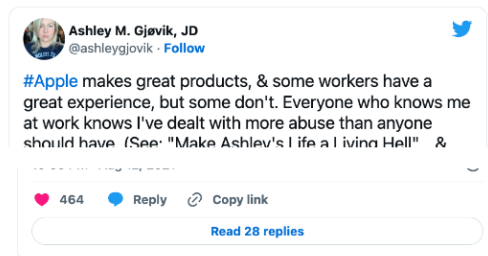 Ashley M. Gjøvik, JD
@ashleygjovik · Follow
#Apple makes great products, & some workers have a
great experience, but some don't. Everyone who knows me
at work knows I've dealt with more abuse than anyone
should have. (See: "Make Ashley's Life a Living Hell" &
464 Reply Copy link
Read 28 replies